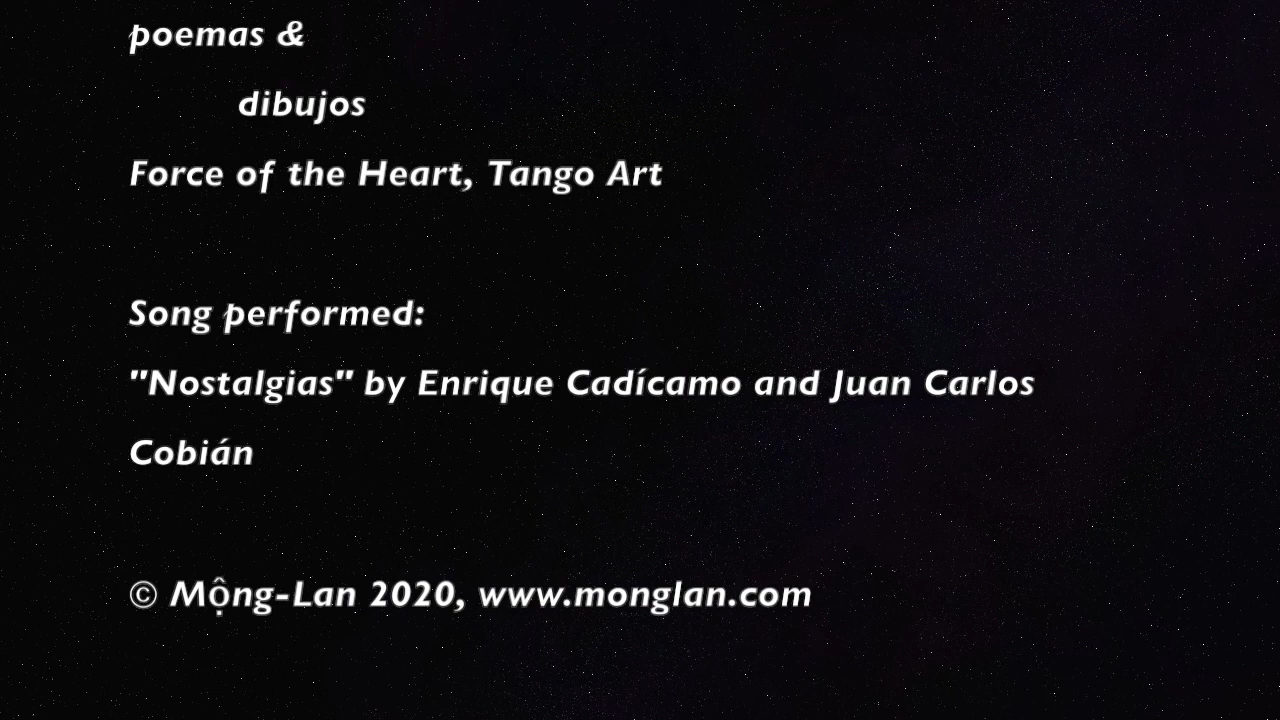 poemas &
dibujos
Force of the Heart, Tango Art
Song performed:
"Nostalgias" by Enrique Cadícamo and Juan Carlos
Cobián
© Mộng-Lan 2020, www.monglan.com